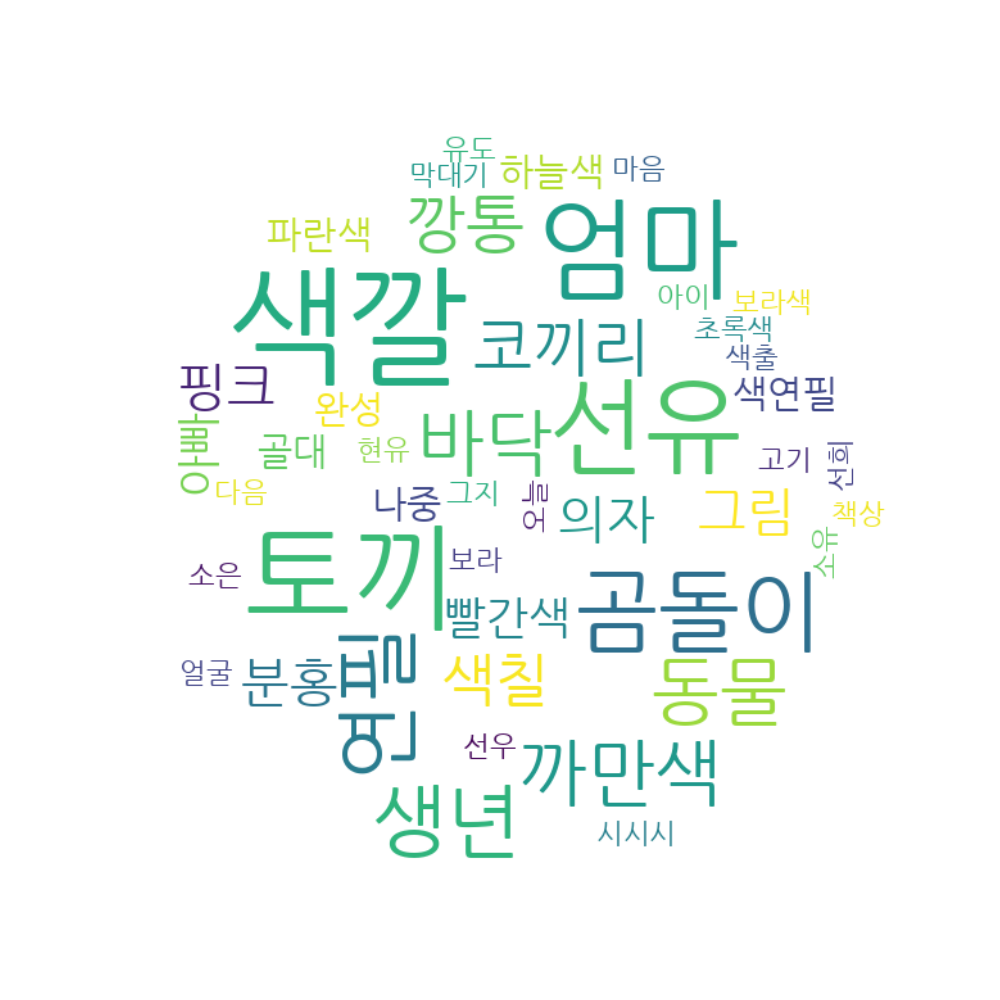 유도
막대기
하늘색
마음
파란색
깡통
엄마
색깔
아이
보라색
코끼리
초록색
색출
핑크
완성
색연필
아빠
골대
현유
바닥
선유
고기
선희
다음
나중
그지
오늘
의자
그림
책상
토끼
보라
소유
소은
빨간색
곰돌이
얼굴
분홍
연필
색칠
동물
선우
까만색
생년
시시시